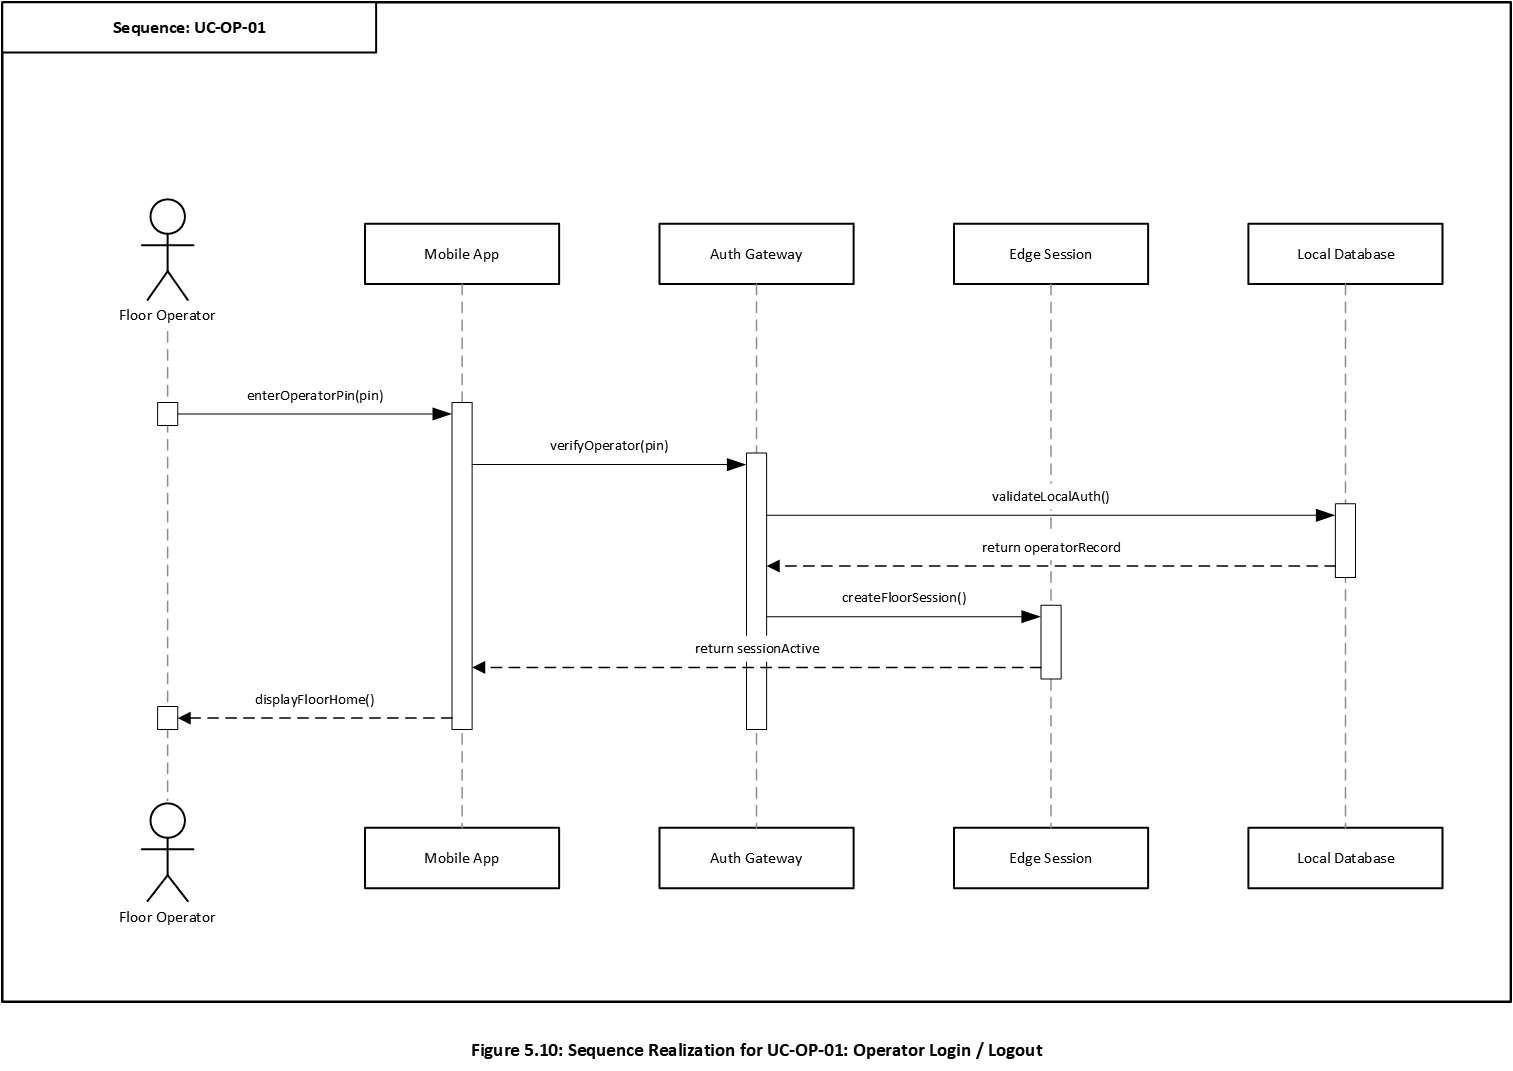 Sequence: UC-OP-01
Mobile App
Auth Gateway
Edge Session
Local Database
Floor Operator
enterOperatorPin(pin)
verifyOperator(pin)
validateLocalAuth()
return operatorRecord
createFloorSession()
return sessionActive
displayFloorHome()
Mobile App
Auth Gateway
Edge Session
Local Database
Floor Operator
Figure 5.10: Sequence Realization for UC-OP-01: Operator Login / Logout